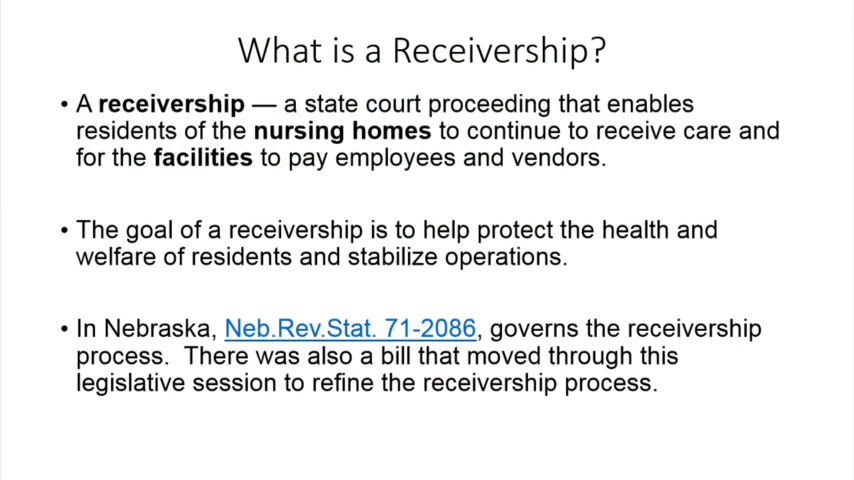 What is a Receivership?
• A receivership — a state court proceeding that enables
residents of the nursing homes to continue to receive care and
for the facilities to pay employees and vendors.
• The goal of a receivership is to help protect the health and
welfare of residents and stabilize operations.
• In Nebraska, Neb.Rev.Stat. 71-2086, governs the receivership
process.  There was also a bill that moved through this
legislative session to refine the receivership process.